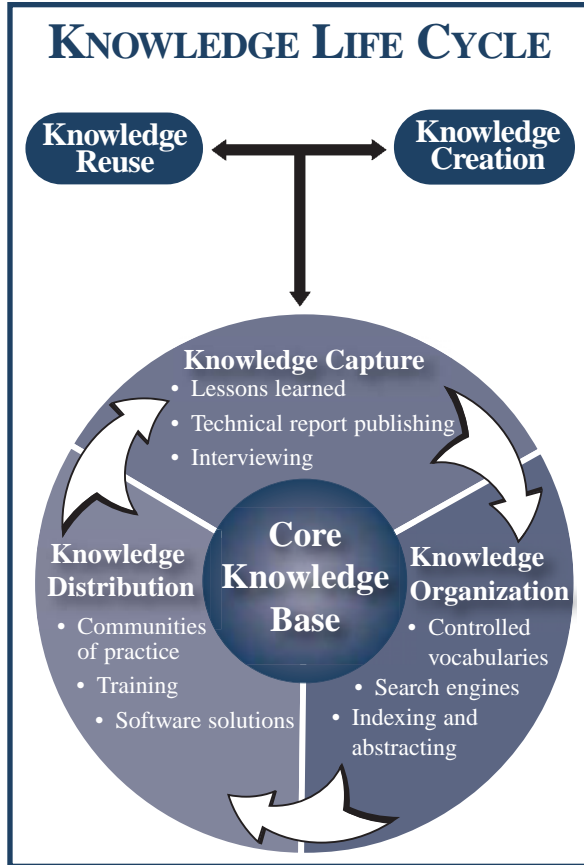 KNOWLEDGE LIFE CYCLE
Knowledge
Reuse
Knowledge
Creation
Knowledge Capture
• Lessons learned
• Technical report publishing
• Interviewing
Core
Knowledge
Base
Knowledge
Distribution
• Communities
of practice
• Training
• Software solutions
Knowledge
Organization
• Controlled
vocabularies
• Search engines
• Indexing and
abstracting